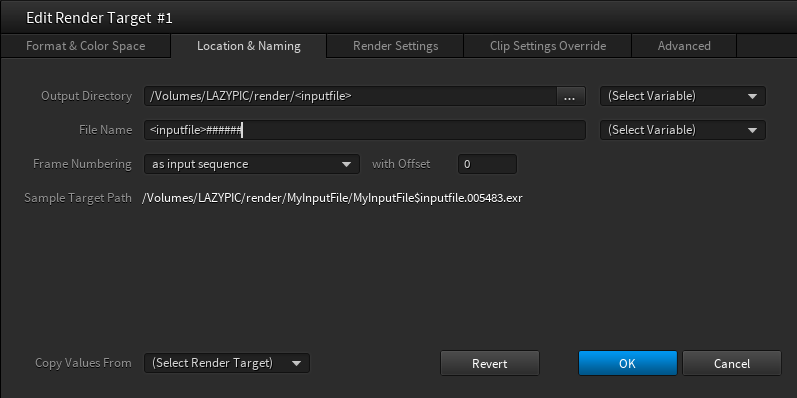 Edit Render Target #1
Format & Color Space Location & Naming Render Settings Clip Settings Override Advanced
Output Directory /Volumes/LAZYPIC/render/<inputfile> ... (Select Variable)
File Name <inputfile>###### (Select Variable)
Frame Numbering as input sequence with Offset 0
Sample Target Path /Volumes/LAZYPIC/render/MyInputFile/MyInputFile$inputfile.005483.exr
Copy Values From (Select Render Target) Revert OK Cancel